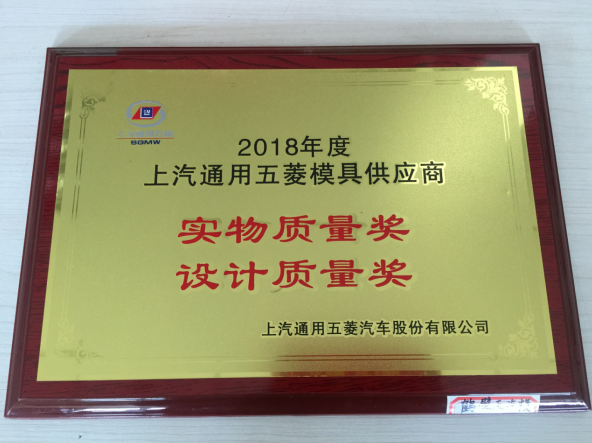 SGMW
2018年度
上汽通用五菱模具供应商
实物质量奖
设计质量奖
上汽通用五菱汽车股份有限公司